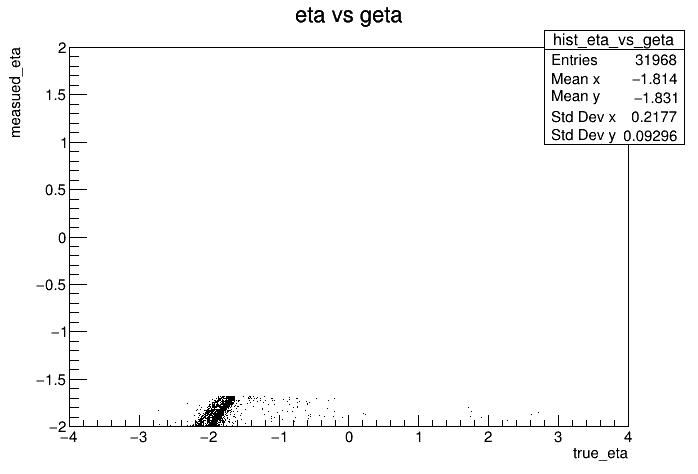 eta vs geta
hist_eta_vs_geta
Entries 31968
Mean x −1.814
Mean y −1.831
Std Dev x 0.2177
Std Dev y 0.09296
measued_eta
2
1.5
1
0.5
0
−0.5
−1
−1.5
−2
−4 −3 −2 −1 0 1 2 3 4
true_eta